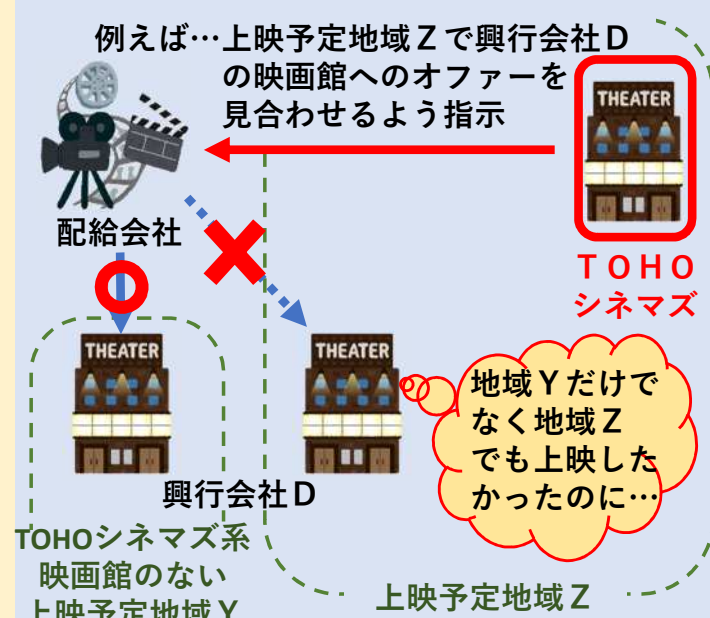 例えば…上映予定地域Ｚで興行会社Ｄ
の映画館へのオファーを
見合わせるよう指示
THEATER
配給会社
ＴＯＨＯ
シネマズ
THEATER
THEATER
地域Ｙだけで
なく地域Ｚ
でも上映した
かったのに…
興行会社Ｄ
TOHOシネマズ系
映画館のない
上映予定地域Ｙ
上映予定地域Ｚ